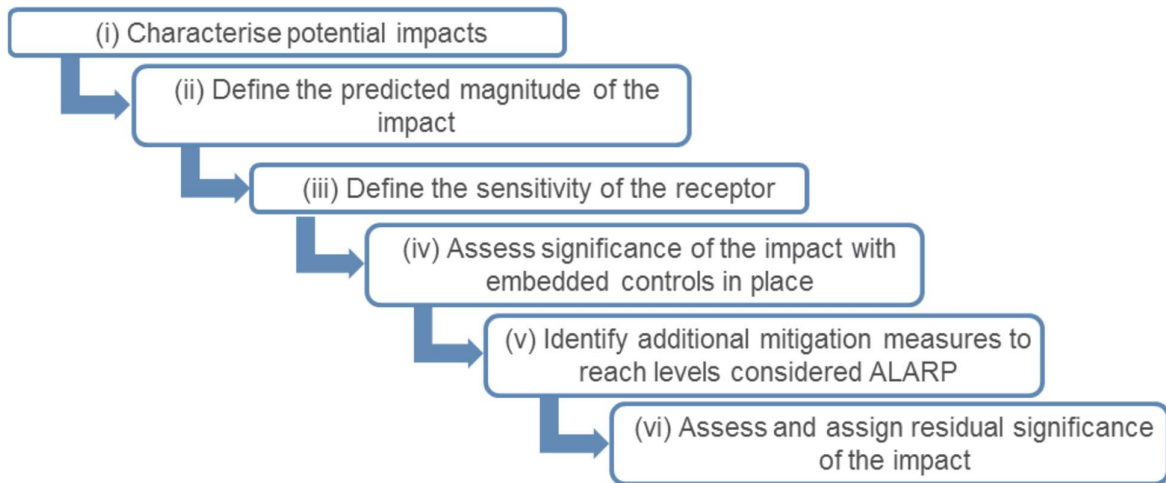 (i) Characterise potential impacts
(ii) Define the predicted magnitude of the
impact
(iii) Define the sensitivity of the receptor
(iv) Assess significance of the impact with
embedded controls in place
(v) Identify additional mitigation measures to
reach levels considered ALARP
(vi) Assess and assign residual significance
of the impact